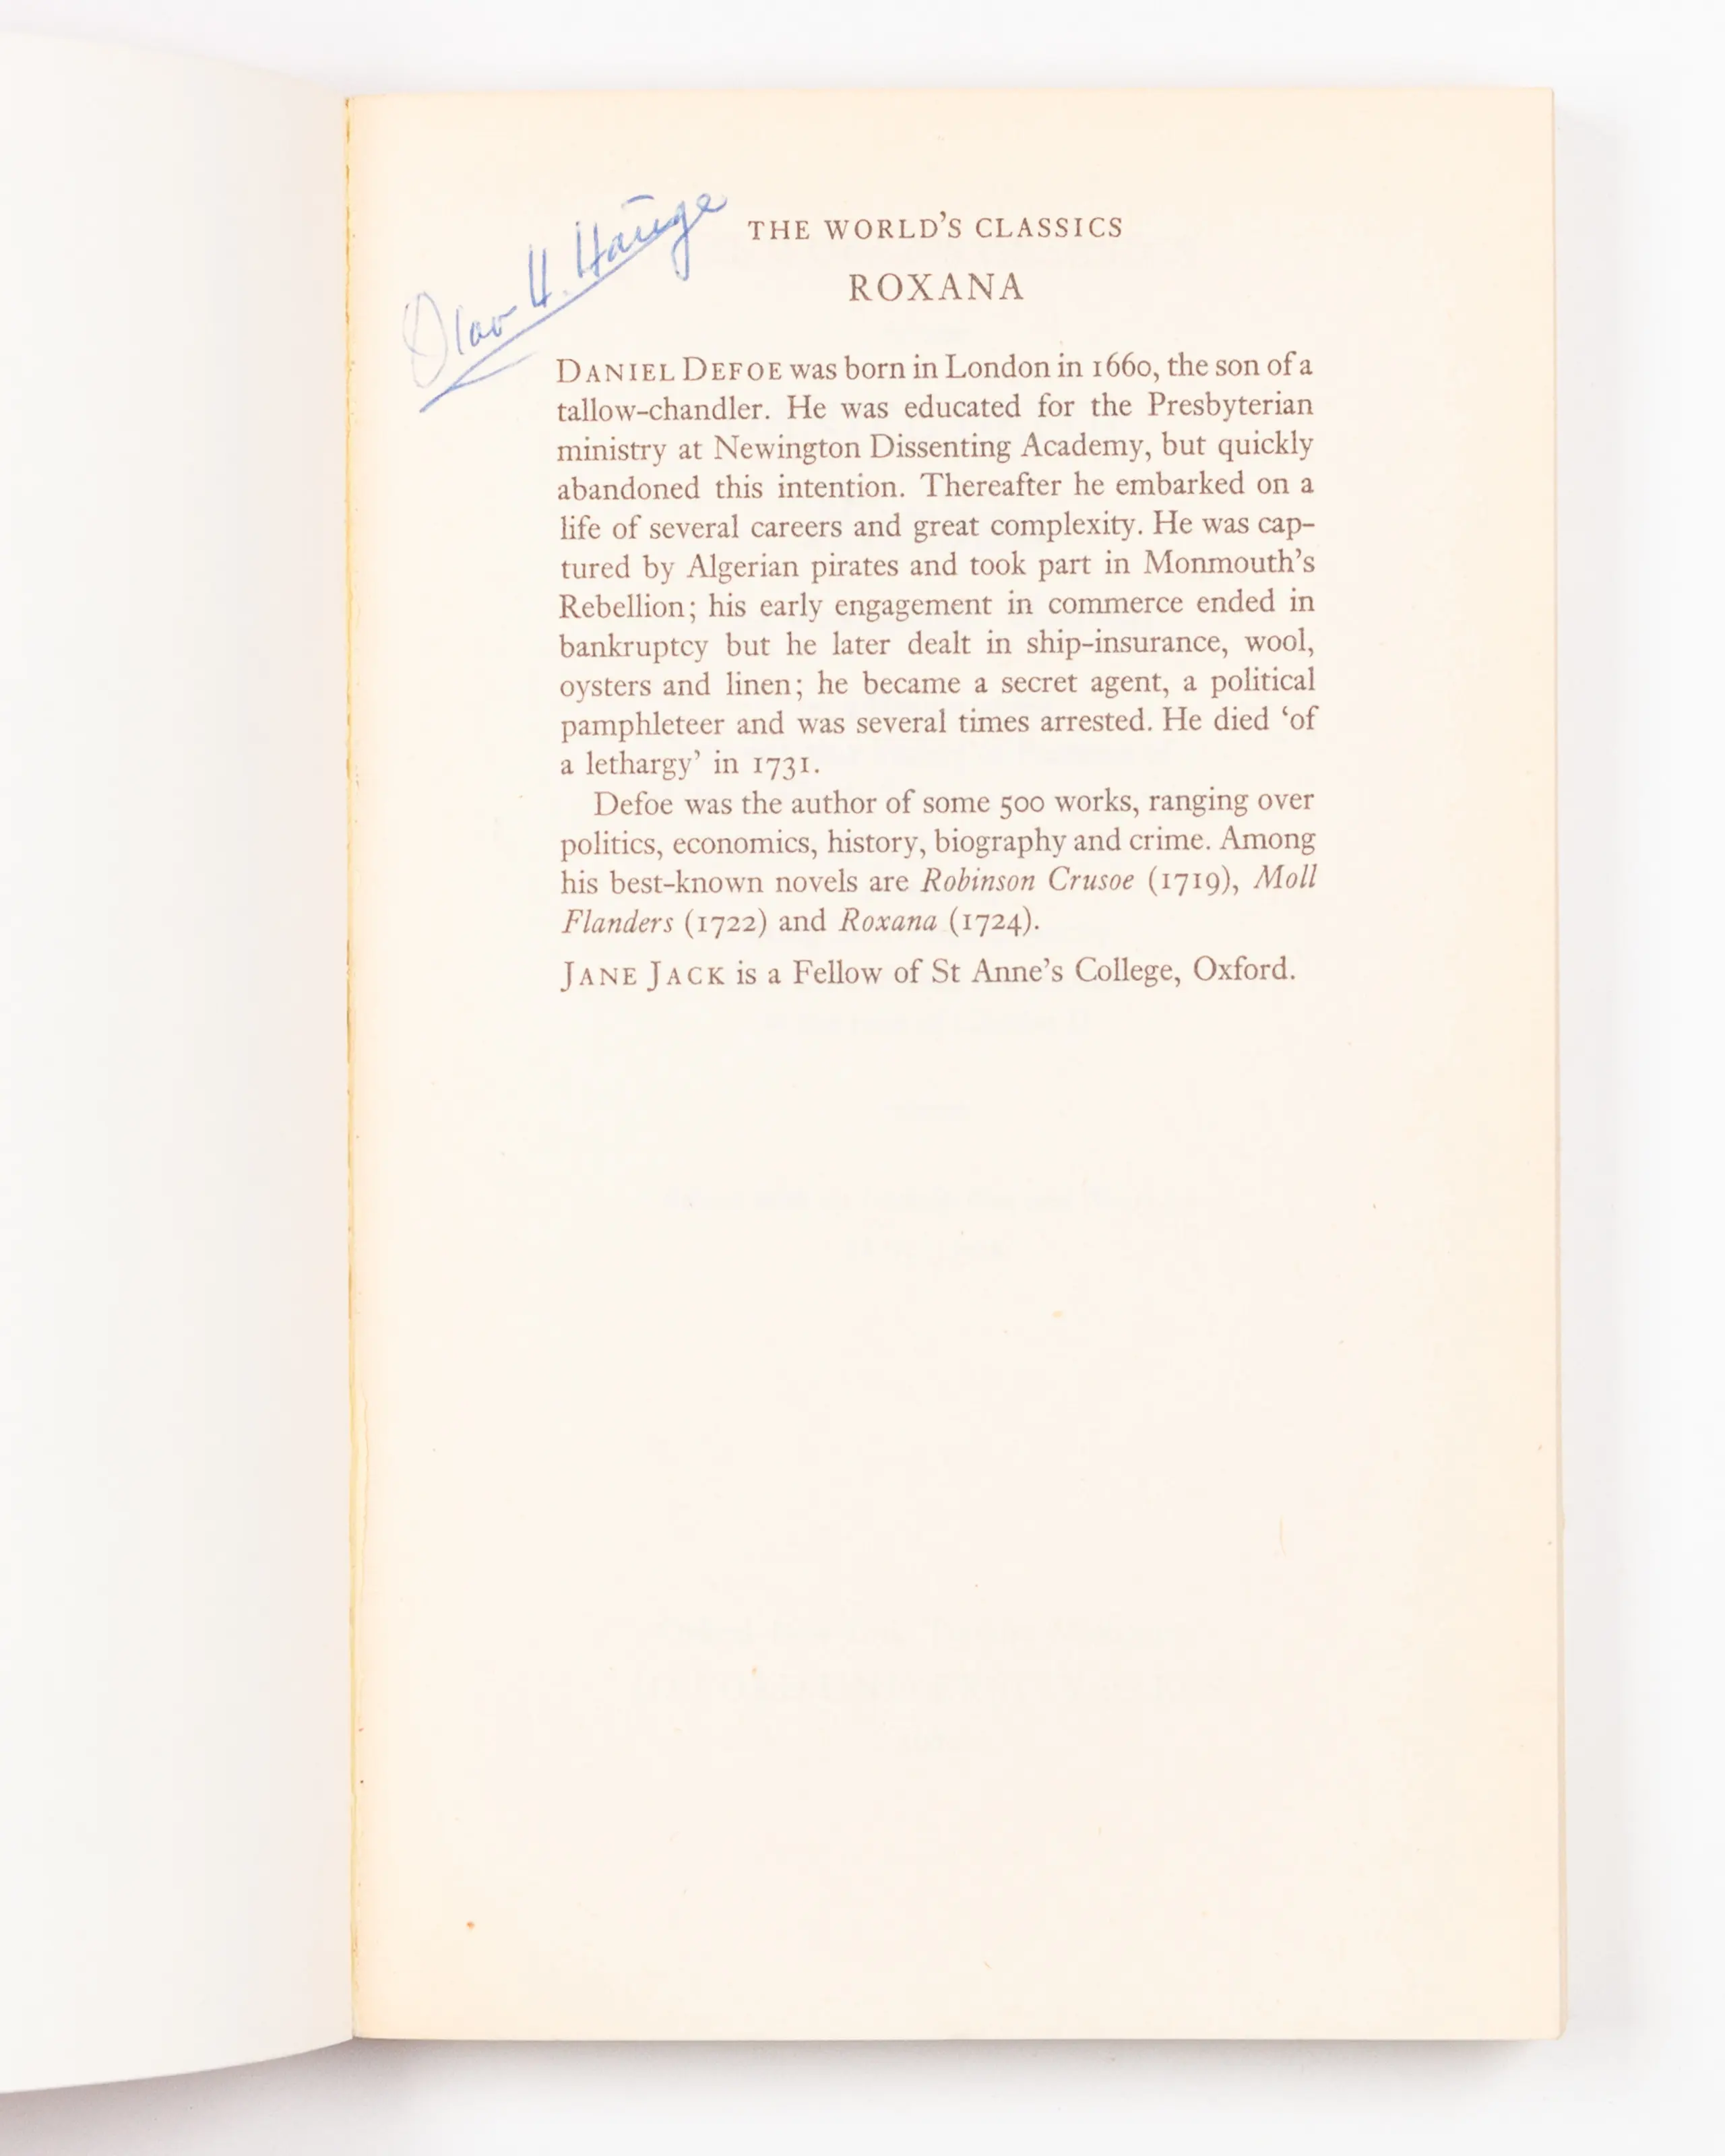 Olav H. Hauge
THE WORLD'S CLASSICS
ROXANA
DANIEL DEFOE was born in London in 1660, the son of a
tallow-chandler. He was educated for the Presbyterian
ministry at Newington Dissenting Academy, but quickly
abandoned this intention. Thereafter he embarked on a
life of several careers and great complexity. He was cap-
tured by Algerian pirates and took part in Monmouth's
Rebellion; his early engagement in commerce ended in
bankruptcy but he later dealt in ship-insurance, wool,
oysters and linen; he became a secret agent, a political
pamphleteer and was several times arrested. He died 'of
a lethargy' in 1731.
Defoe was the author of some 500 works, ranging over
politics, economics, history, biography and crime. Among
his best-known novels are Robinson Crusoe (1719), Moll
Flanders (1722) and Roxana (1724).
JANE JACK is a Fellow of St Anne's College, Oxford.